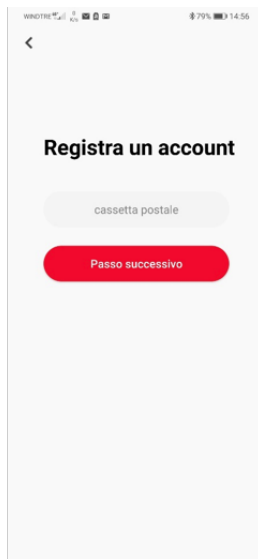 WINDTRE 79% 14:56
Registra un account
cassetta postale
Passo successivo